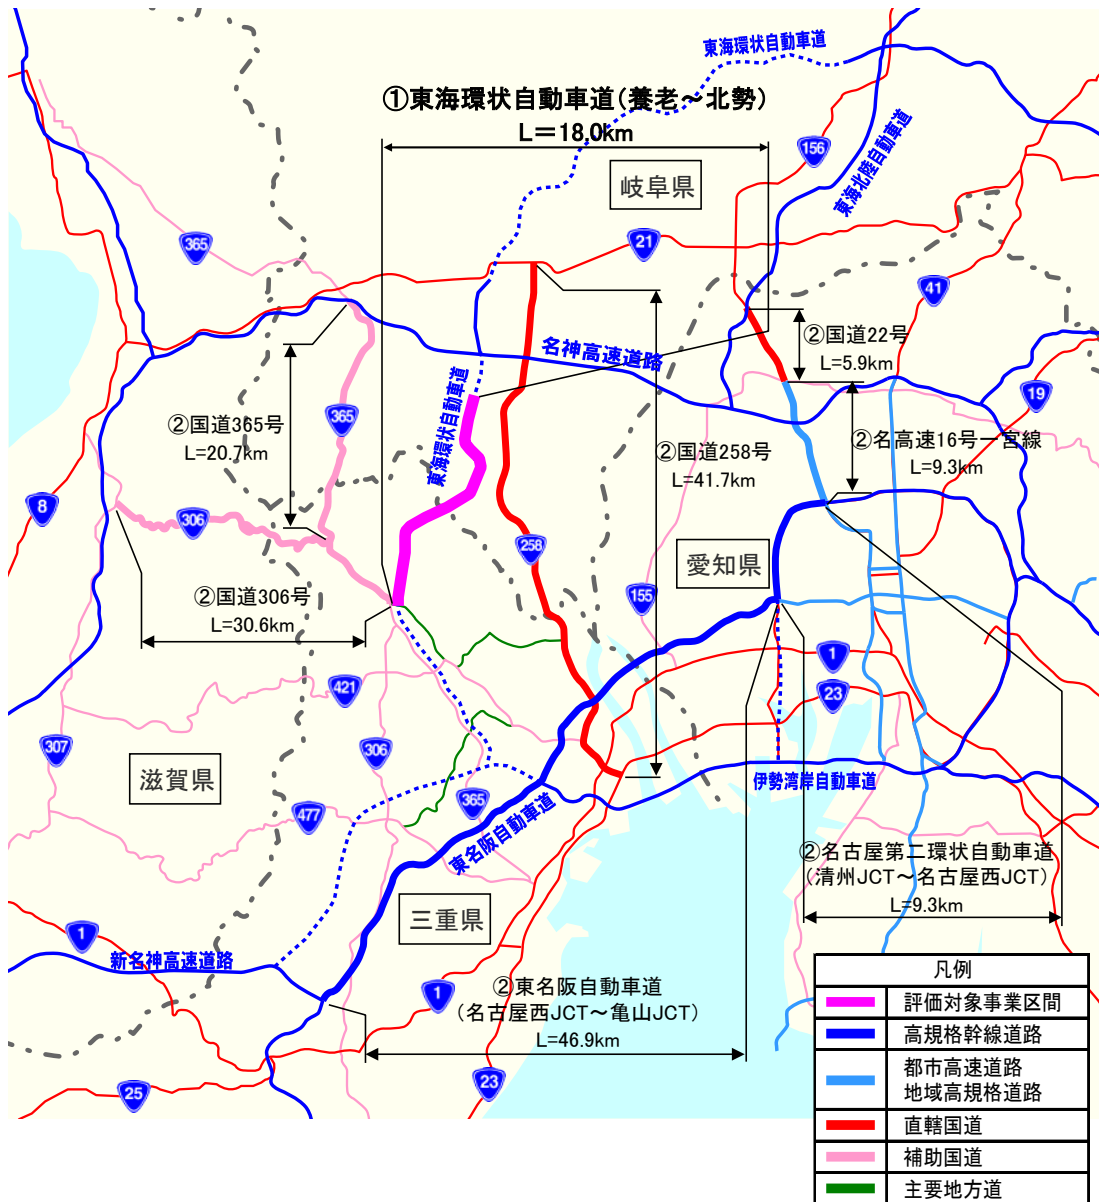 東海環状自動車道
①東海環状自動車道(養老～北勢)
L=18.0km
156
東海北陸自動車道
岐阜県
365
21
41
②国道22号
L=5.9km
名神高速道路
19
東海環状自動車道
365
②国道365号
L=20.7km
②名高速16号一宮線
L=9.3km
②国道258号
L=41.7km
8
306
258
愛知県
155
②国道306号
L=30.6km
1
23
421
307
306
滋賀県
伊勢湾岸自動車道
365
477
東名阪自動車道
②名古屋第二環状自動車道
(清州JCT～名古屋西JCT)
L=9.3km
三重県
1
新名神高速道路
1
②東名阪自動車道
(名古屋西JCT～亀山JCT)
L=46.9km
25
23
凡例
評価対象事業区間
高規格幹線道路
都市高速道路
地域高規格道路
直轄国道
補助国道
主要地方道